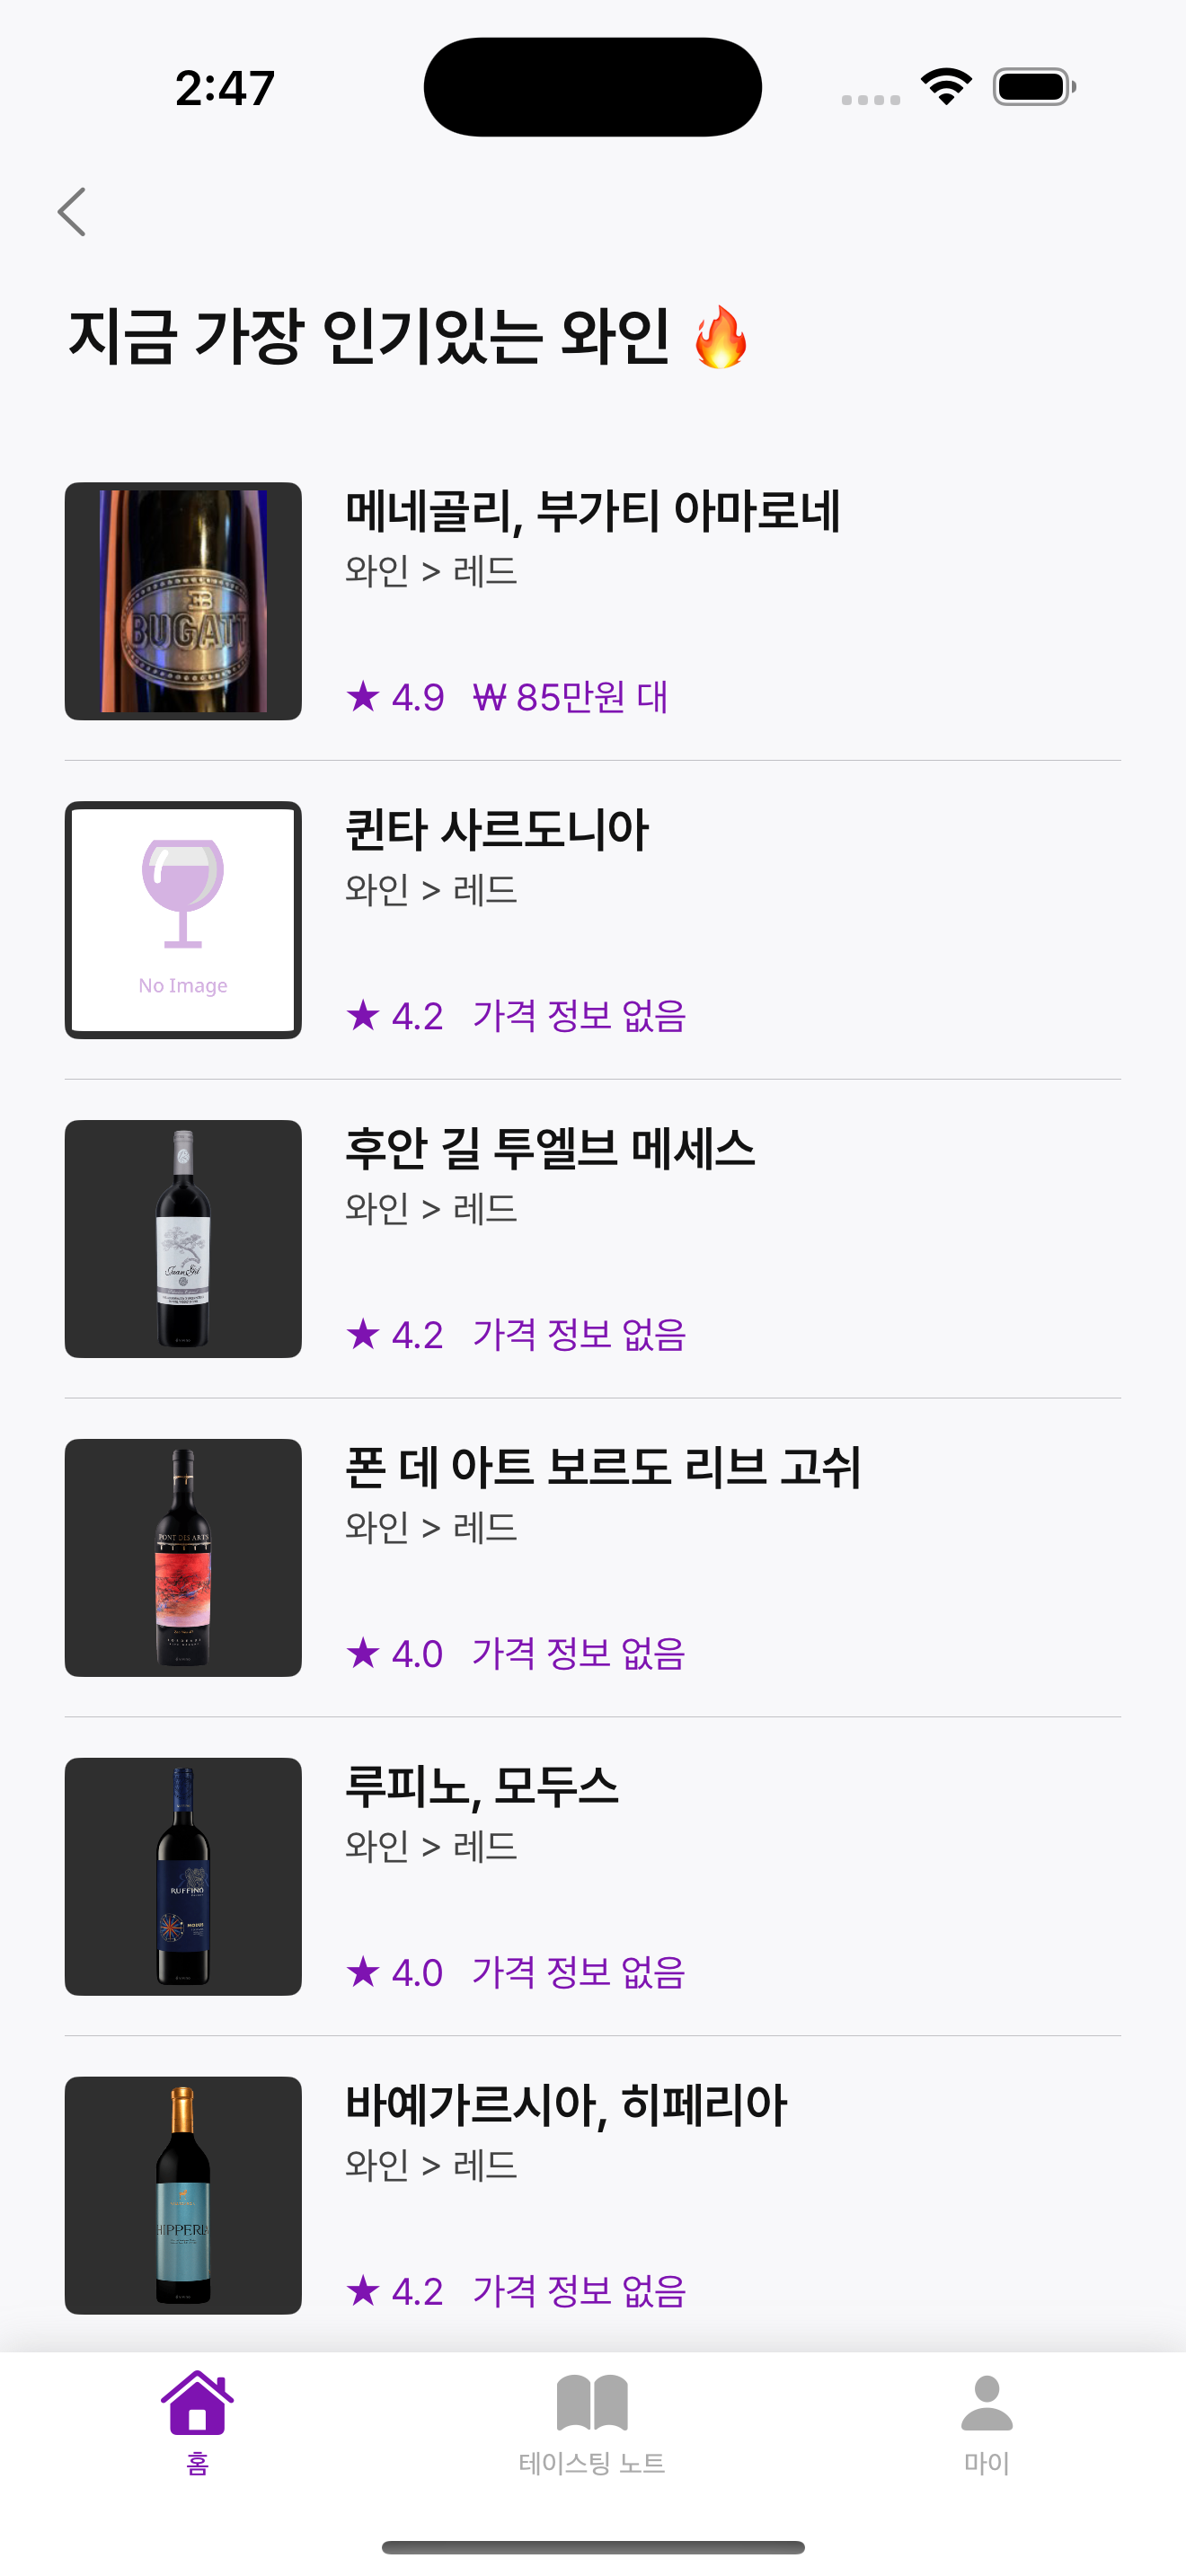 2:47
지금 가장 인기있는 와인 🔥
BUGATT
메네골리, 부가티 아마로네
와인 > 레드
★ 4.9 ₩ 85만원 대
No Image
퀸타 사르도니아
와인 > 레드
★ 4.2 가격 정보 없음
Juan Gil
후안 길 투엘브 메세스
와인 > 레드
★ 4.2 가격 정보 없음
PONT DES ARTS
폰 데 아트 보르도 리브 고쉬
와인 > 레드
★ 4.0 가격 정보 없음
RUFFINO
MODUS
루피노, 모두스
와인 > 레드
★ 4.0 가격 정보 없음
HIPPERIA
바예가르시아, 히페리아
와인 > 레드
★ 4.2 가격 정보 없음
홈
테이스팅 노트
마이